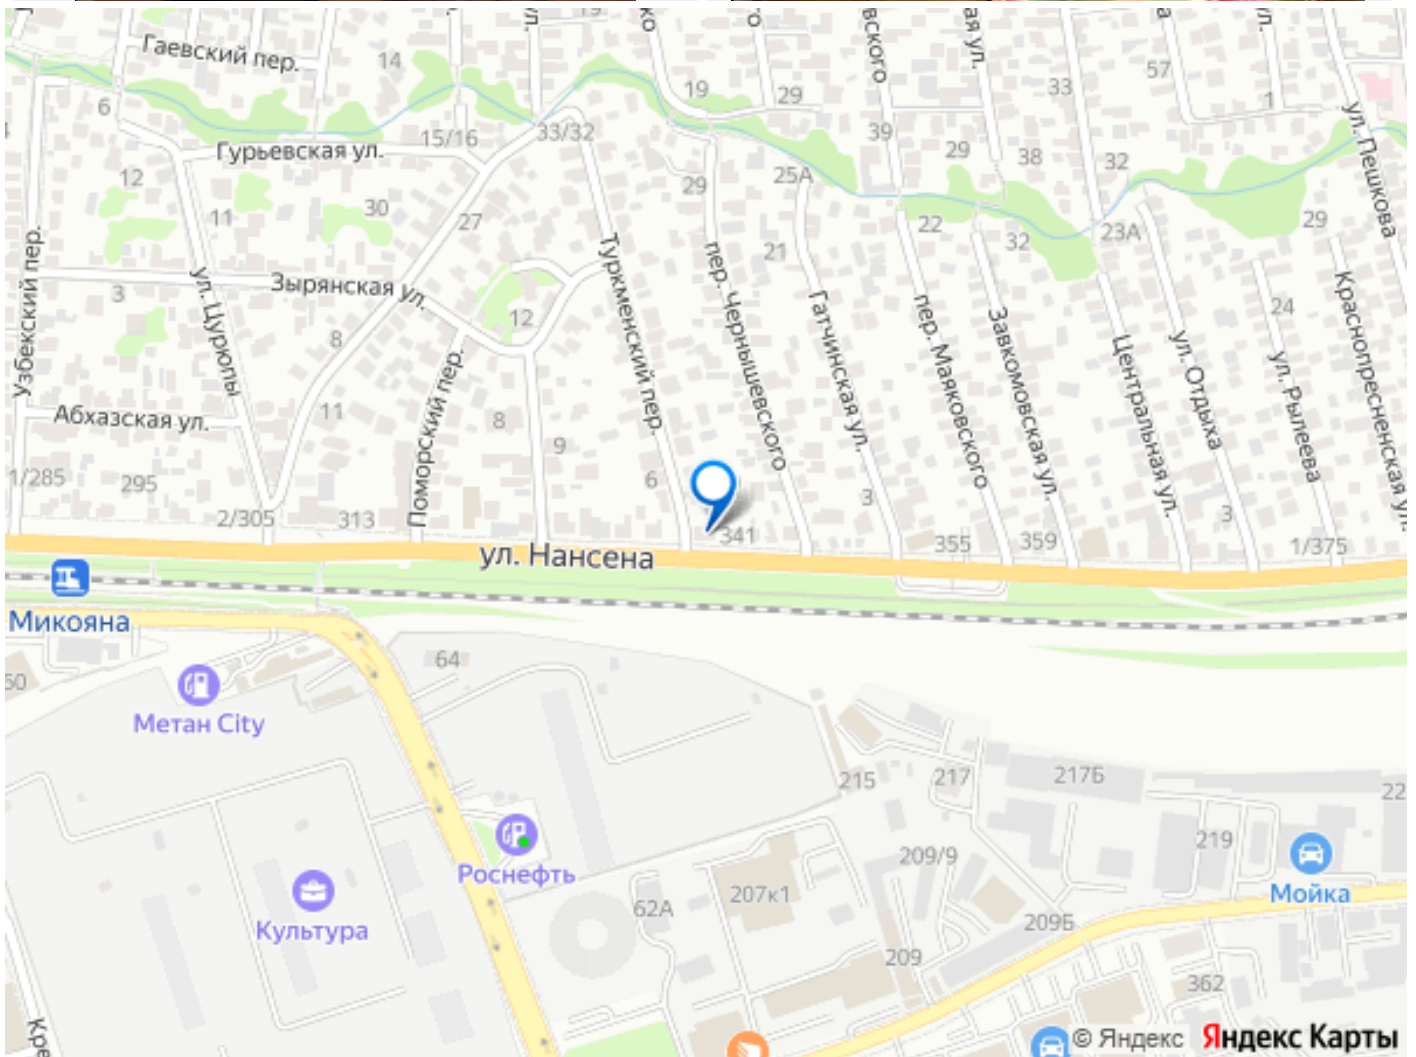 Гаевский пер.
14
19
29
57
33
1
6
15/16
33/32
39
Гурьевская ул.
29
38
32
ул. Пешкова
12
11
30
27
29
25А
22
32
23А
29
21
Узбекский пер.
3
ул. Цурюпы
Зырянская ул.
12
8
Туркменский пер.
пер. Чернышевского
Гатчинская ул.
пер. Маяковского
Завкомовская ул.
Центральная ул.
ул. Отдыха
24
ул. Рылеева
Краснопресненская ул.
Абхазская ул.
11
Поморский пер.
8
9
6
3
3
1/285
295
2/305
313
341
355
359
1/375
ул. Нансена
Микояна
64
Метан City
215
217
217Б
219
Роснефть
Культура
62А
207к1
209/9
209Б
209
Мойка
362
© Яндекс Яндекс Карты